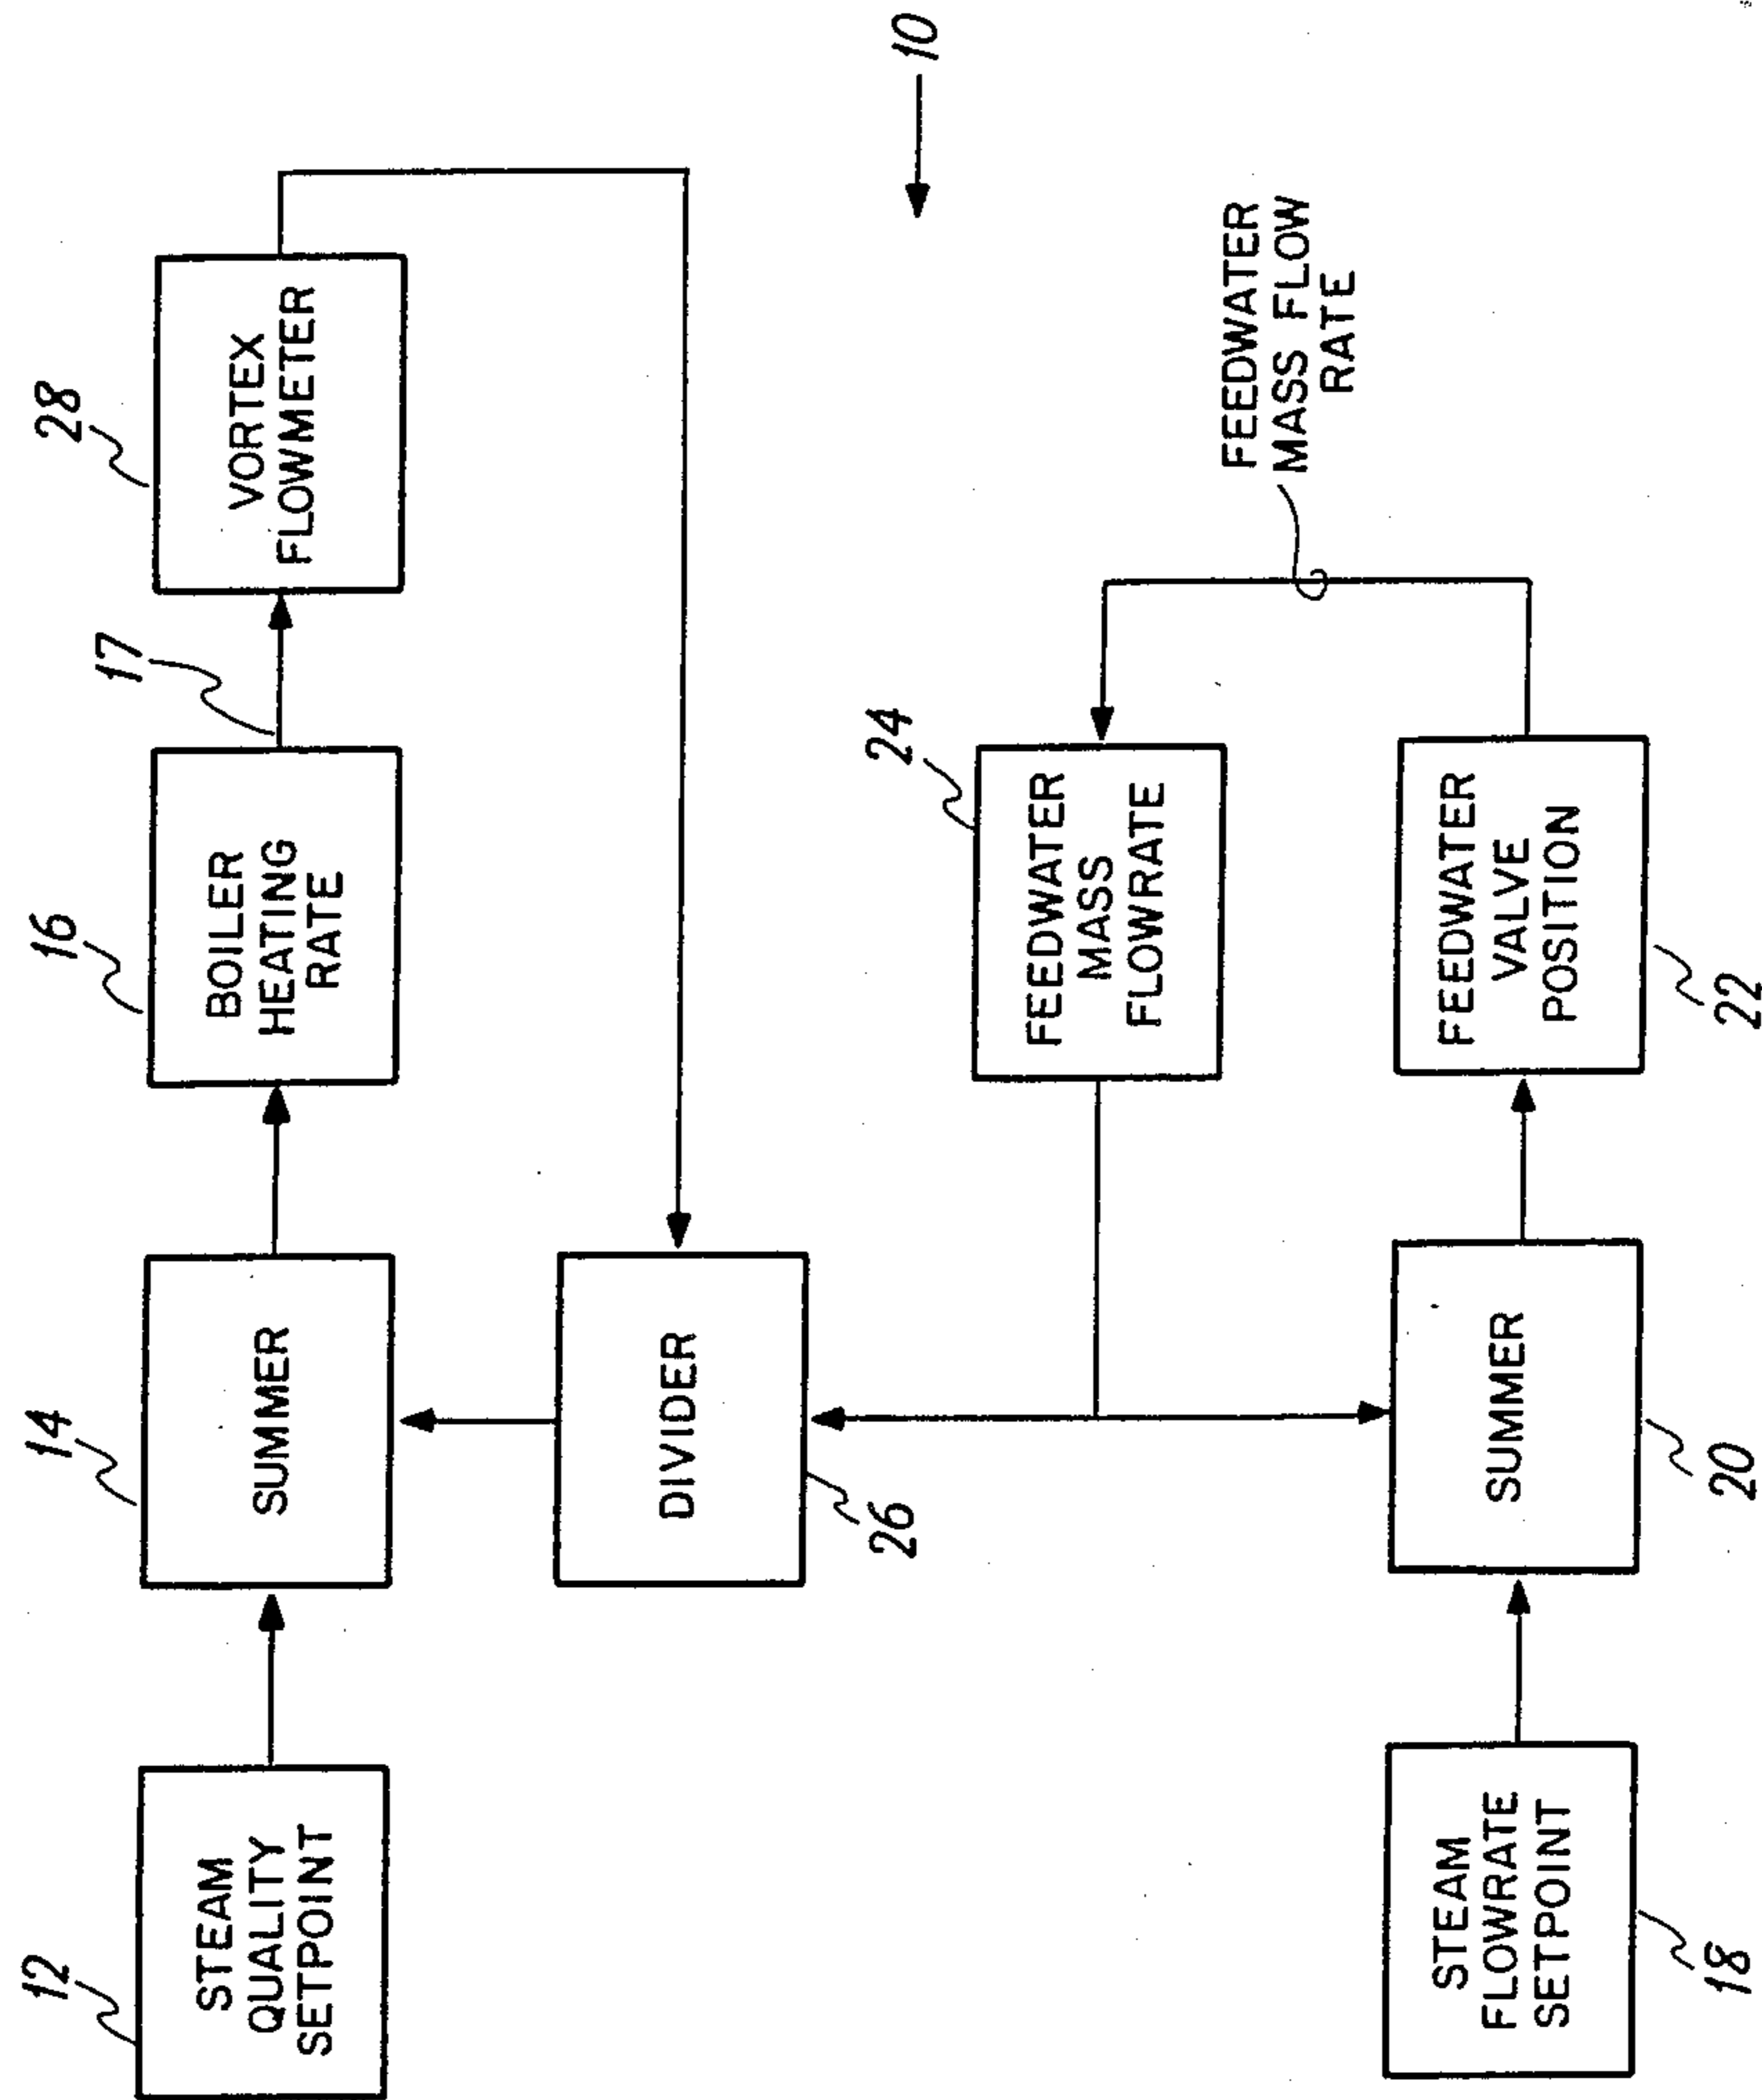 12
STEAM
QUALITY
SETPOINT
14
SUMMER
16
BOILER
HEATING
RATE
17
28
VORTEX
FLOWMETER
DIVIDER
26
24
FEEDWATER
MASS
FLOWRATE
10
FEEDWATER
MASS FLOW
RATE
STEAM
FLOWRATE
SETPOINT
18
SUMMER
20
FEEDWATER
VALVE
POSITION
22